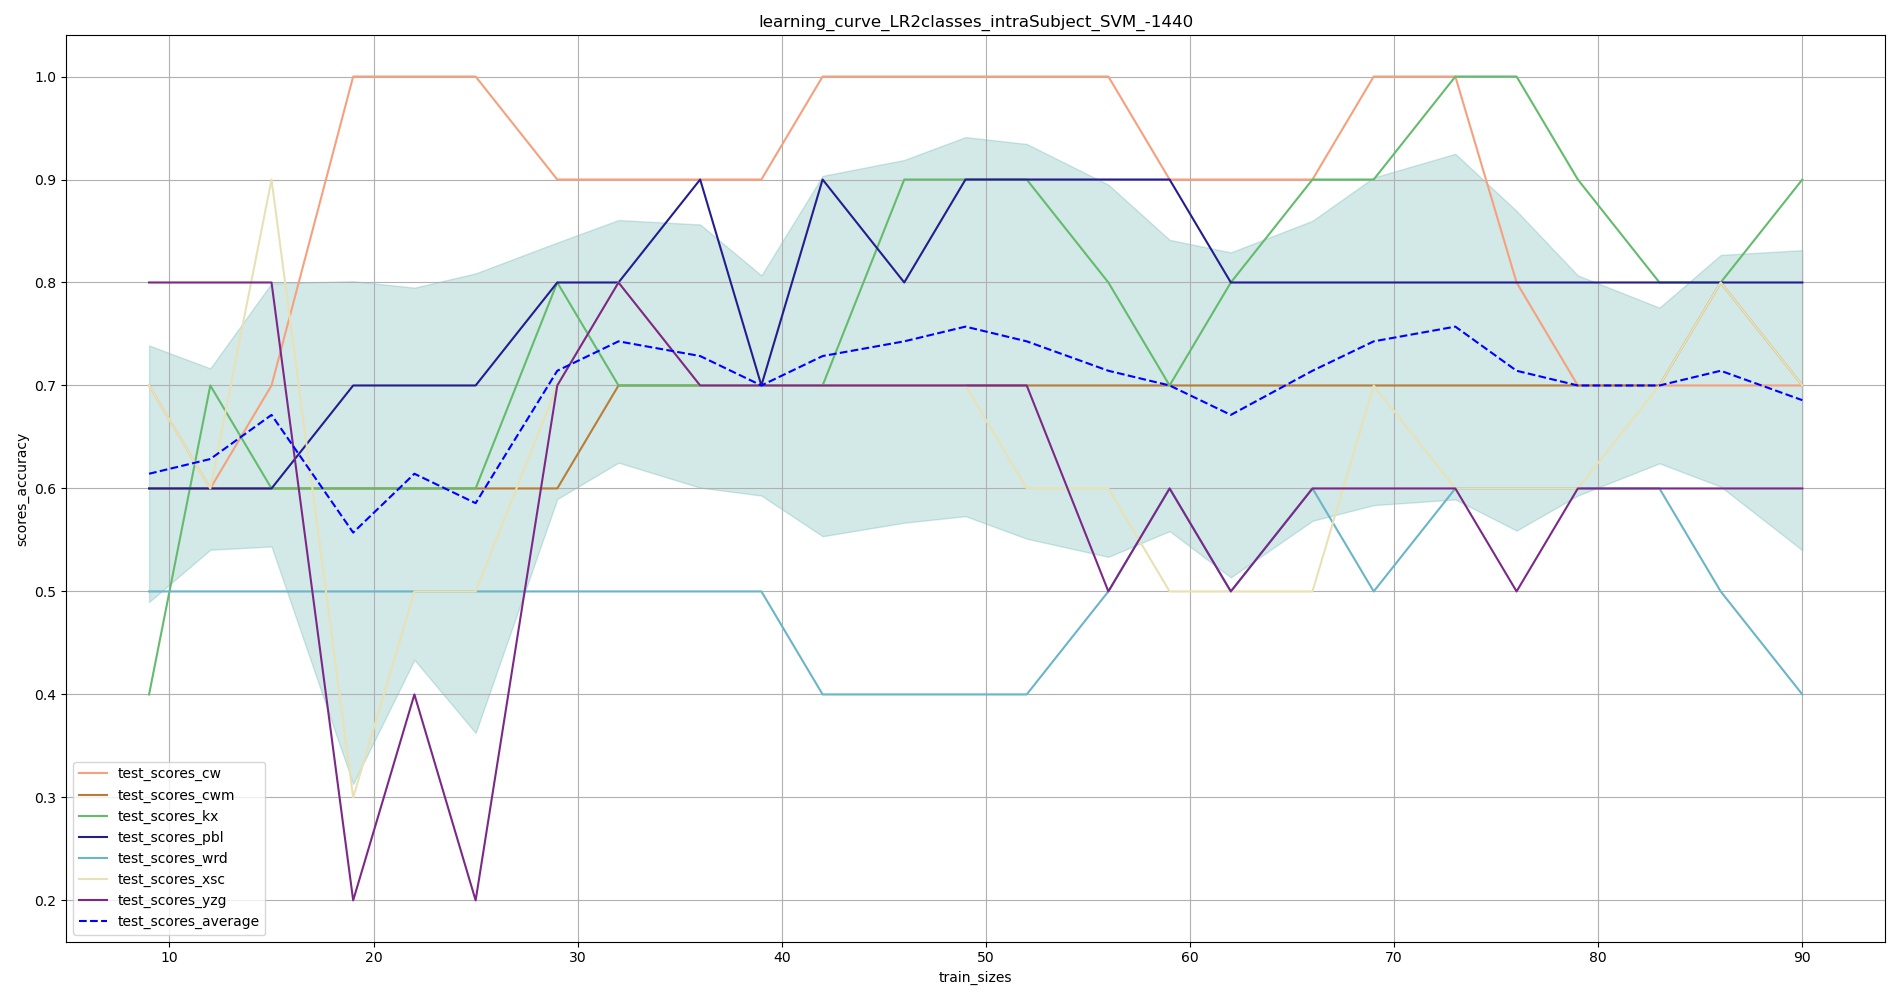 learning_curve_LR2classes_intraSubject_SVM_-1440
scores_accuracy
1.0
0.9
0.8
0.7
0.6
0.5
0.4
0.3
0.2
test_scores_cw
test_scores_cwm
test_scores_kx
test_scores_pbl
test_scores_wrd
test_scores_xsc
test_scores_yzg
test_scores_average
10 20 30 40 50 60 70 80 90
train_sizes